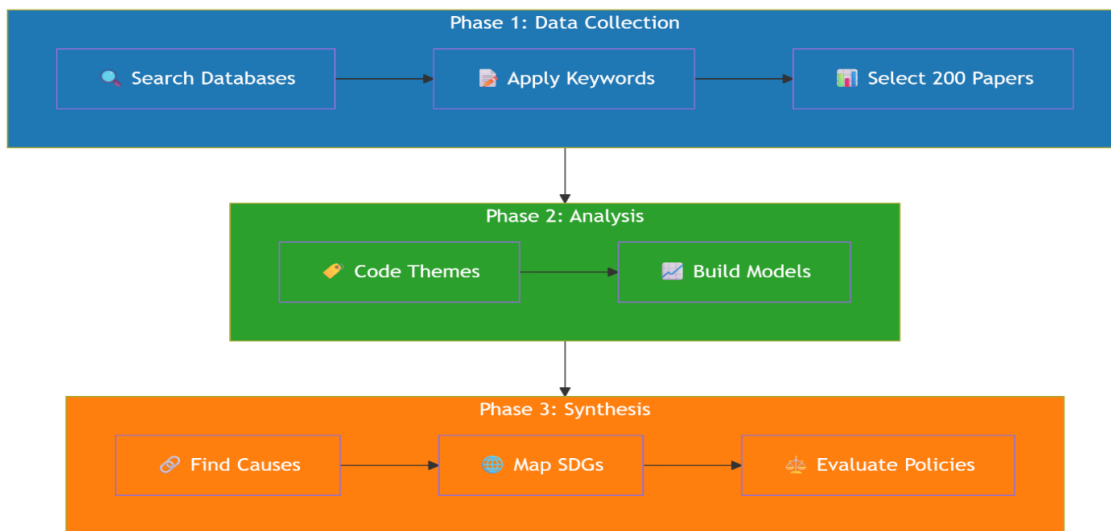 Phase 1: Data Collection
Search Databases
Apply Keywords
Select 200 Papers
Phase 2: Analysis
Code Themes
Build Models
Phase 3: Synthesis
Find Causes
Map SDGs
Evaluate Policies